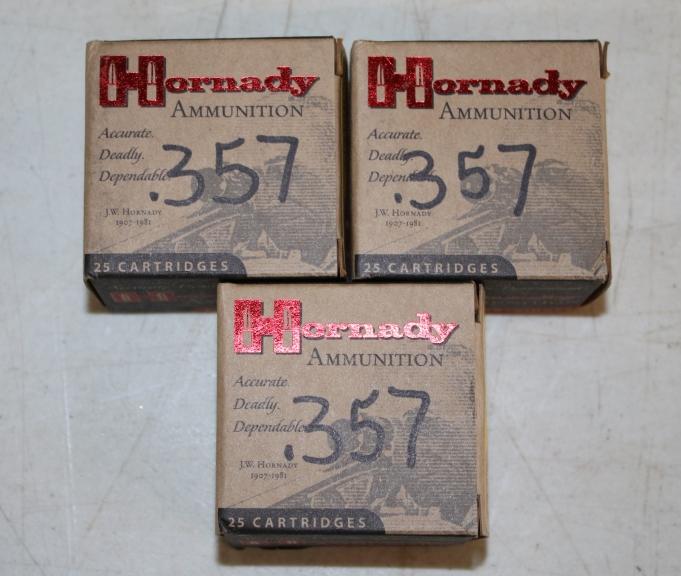 Hornady
AMMUNITION
Accurate.
Deadly.
Dependable
.357
J.W. HORNADY
1907-1981
25 CARTRIDGES
Hornady
AMMUNITION
Accurate.
Deadly.
Dependable
.357
J.W. HORNADY
1907-1981
25 CARTRIDGES
Hornady
AMMUNITION
Accurate.
Deadly.
Dependable
.357
J.W. HORNADY
1907-1981
25 CARTRIDGES